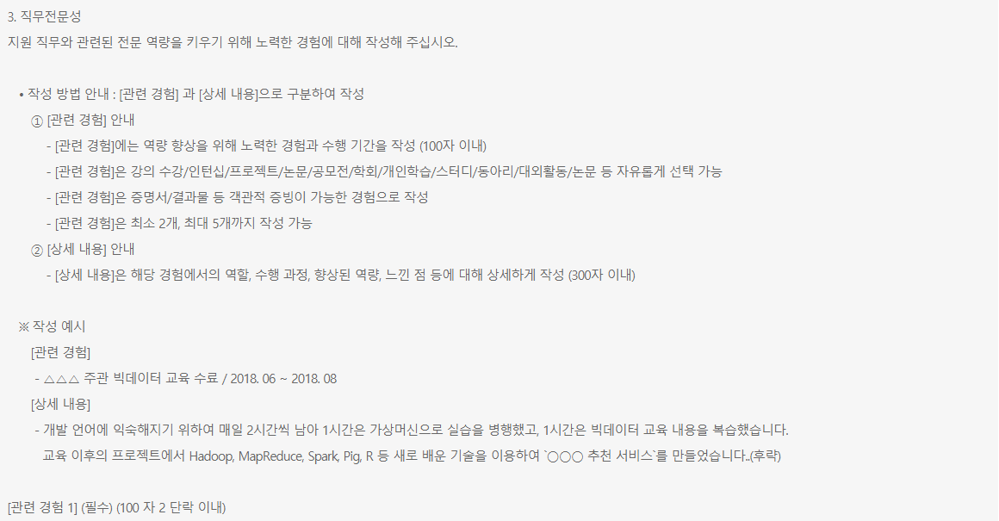 3. 직무전문성
지원 직무와 관련된 전문 역량을 키우기 위해 노력한 경험에 대해 작성해 주십시오.
• 작성 방법 안내 : [관련 경험] 과 [상세 내용]으로 구분하여 작성
① [관련 경험] 안내
- [관련 경험]에는 역량 향상을 위해 노력한 경험과 수행 기간을 작성 (100자 이내)
- [관련 경험]은 강의 수강/인턴십/프로젝트/논문/공모전/학회/개인학습/스터디/동아리/대외활동/논문 등 자유롭게 선택 가능
- [관련 경험]은 증명서/결과물 등 객관적 증빙이 가능한 경험으로 작성
- [관련 경험]은 최소 2개, 최대 5개까지 작성 가능
② [상세 내용] 안내
- [상세 내용]은 해당 경험에서의 역할, 수행 과정, 향상된 역량, 느낀 점 등에 대해 상세하게 작성 (300자 이내)
※ 작성 예시
[관련 경험]
- △△△ 주관 빅데이터 교육 수료 / 2018. 06 ~ 2018. 08
[상세 내용]
- 개발 언어에 익숙해지기 위하여 매일 2시간씩 남아 1시간은 가상머신으로 실습을 병행했고, 1시간은 빅데이터 교육 내용을 복습했습니다.
교육 이후의 프로젝트에서 Hadoop, MapReduce, Spark, Pig, R 등 새로 배운 기술을 이용하여 `○○○ 추천 서비스`를 만들었습니다..(후략)
[관련 경험 1] (필수) (100 자 2 단락 이내)